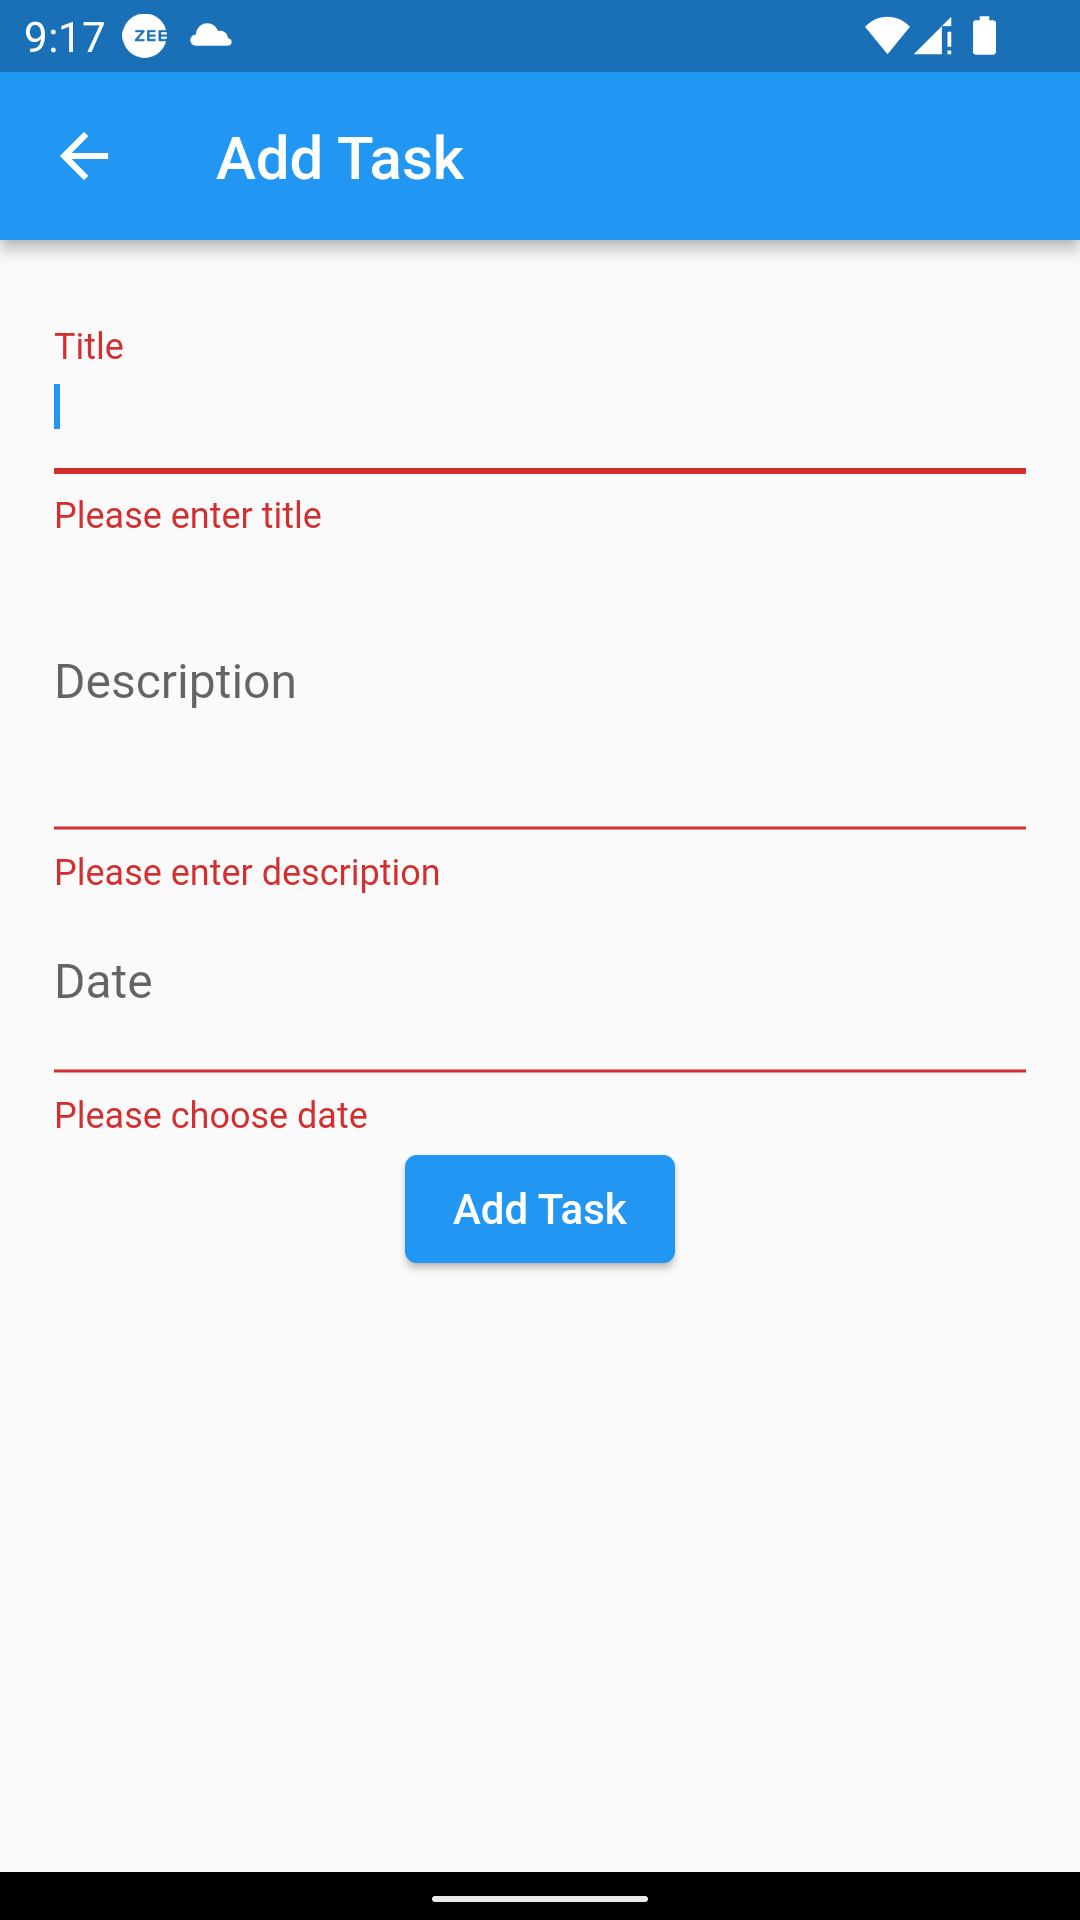 9:17 ZEE
Add Task
Title
Please enter title
Description
Please enter description
Date
Please choose date
Add Task